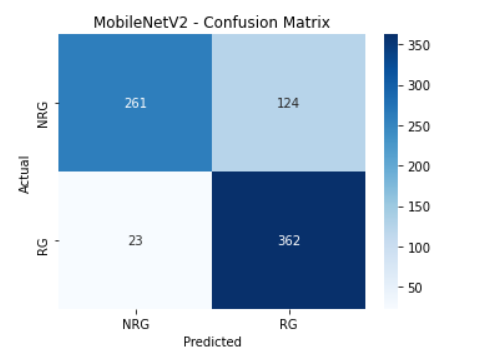 MobileNetV2 - Confusion Matrix
Actual
NRG
261
124
RG
23
362
NRG
RG
Predicted
350
300
250
200
150
100
50